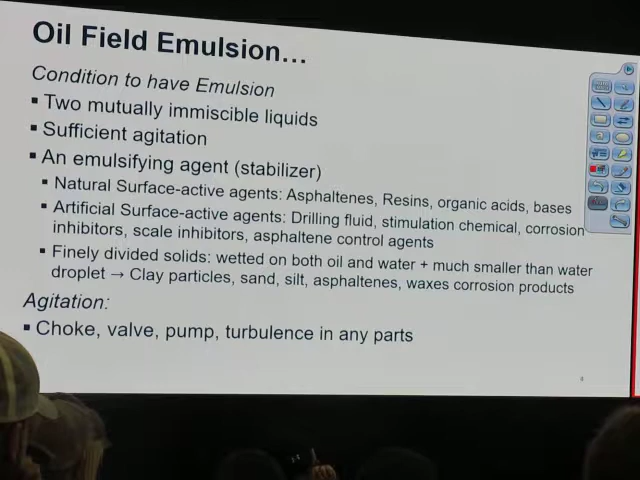 Oil Field Emulsion...
Condition to have Emulsion
▪ Two mutually immiscible liquids
▪ Sufficient agitation
▪ An emulsifying agent (stabilizer)
▪ Natural Surface-active agents: Asphaltenes, Resins, organic acids, bases
▪ Artificial Surface-active agents: Drilling fluid, stimulation chemical, corrosion
inhibitors, scale inhibitors, asphaltene control agents
▪ Finely divided solids: wetted on both oil and water + much smaller than water
droplet → Clay particles, sand, silt, asphaltenes, waxes corrosion products
Agitation:
▪ Choke, valve, pump, turbulence in any parts